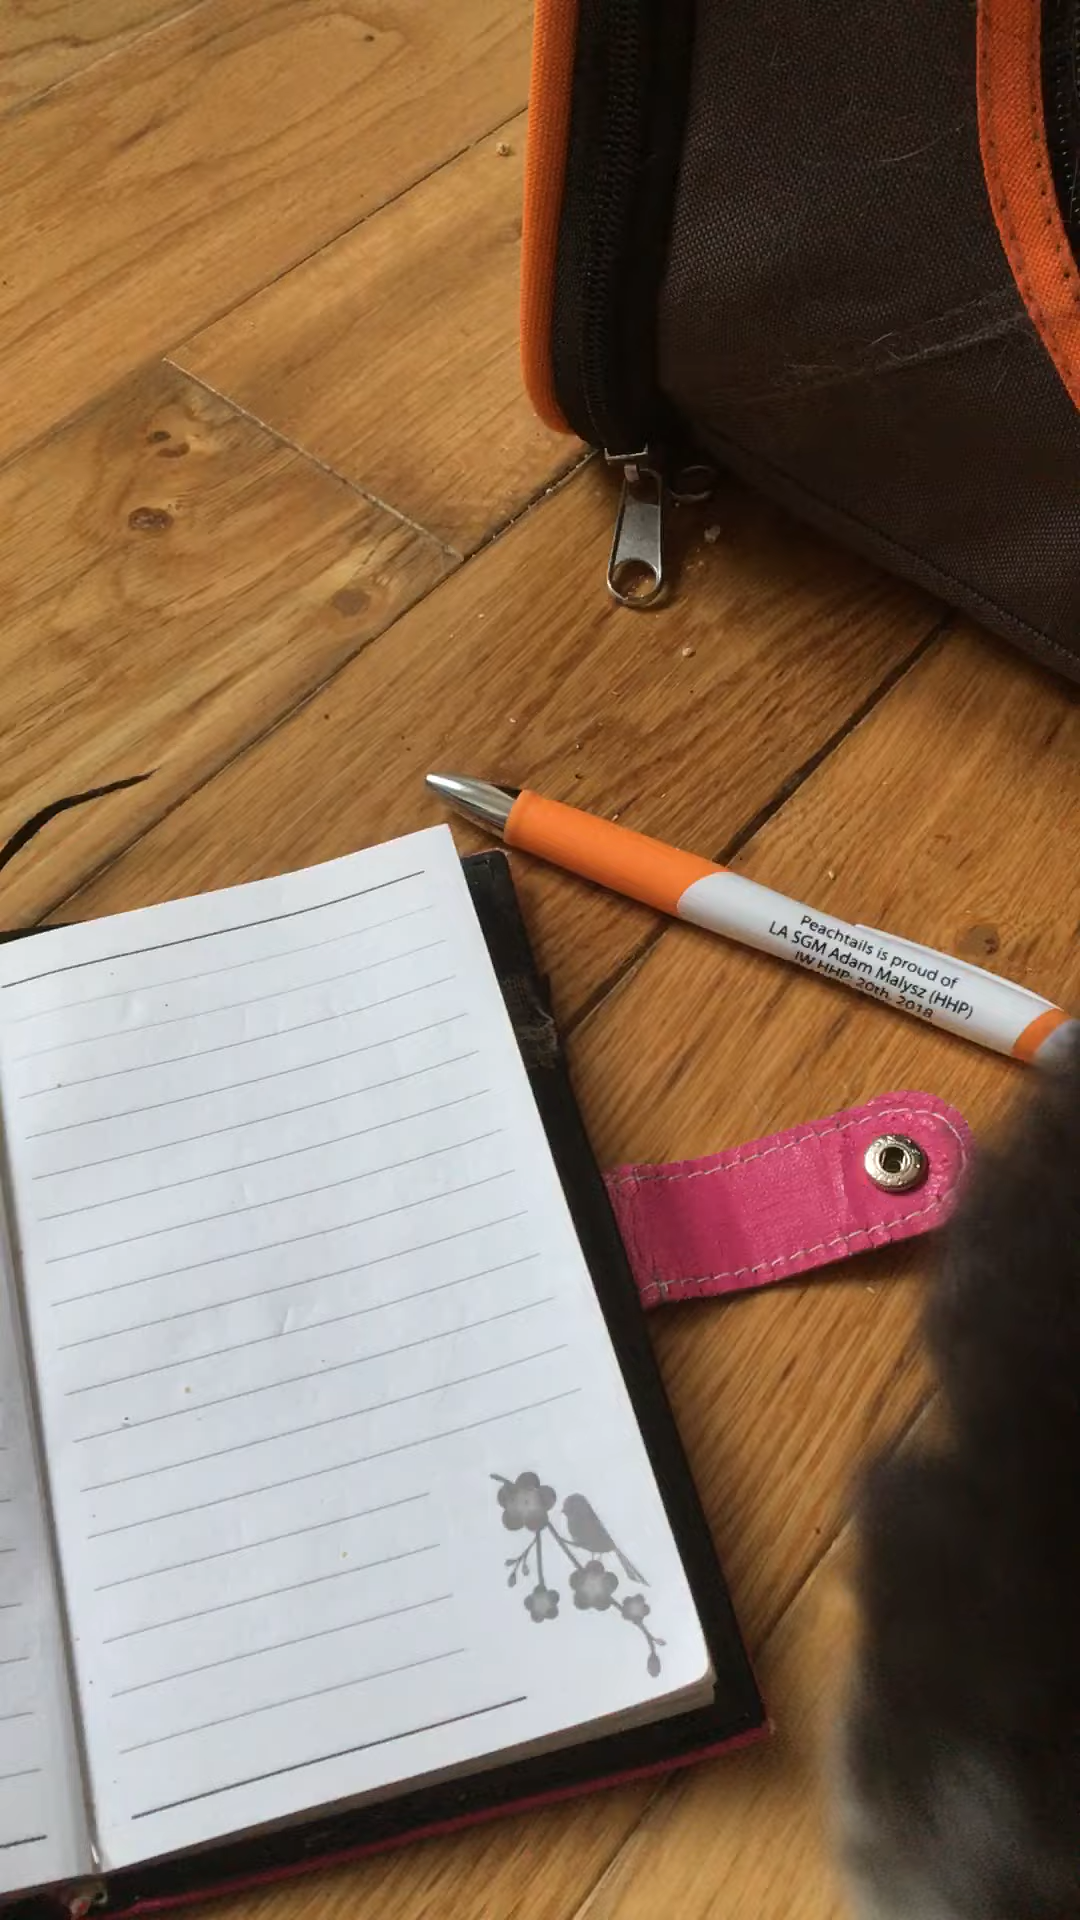 Peachtails is proud of
LA SGM Adam Malysz (HHP)
IW HHP: 20th, 2018